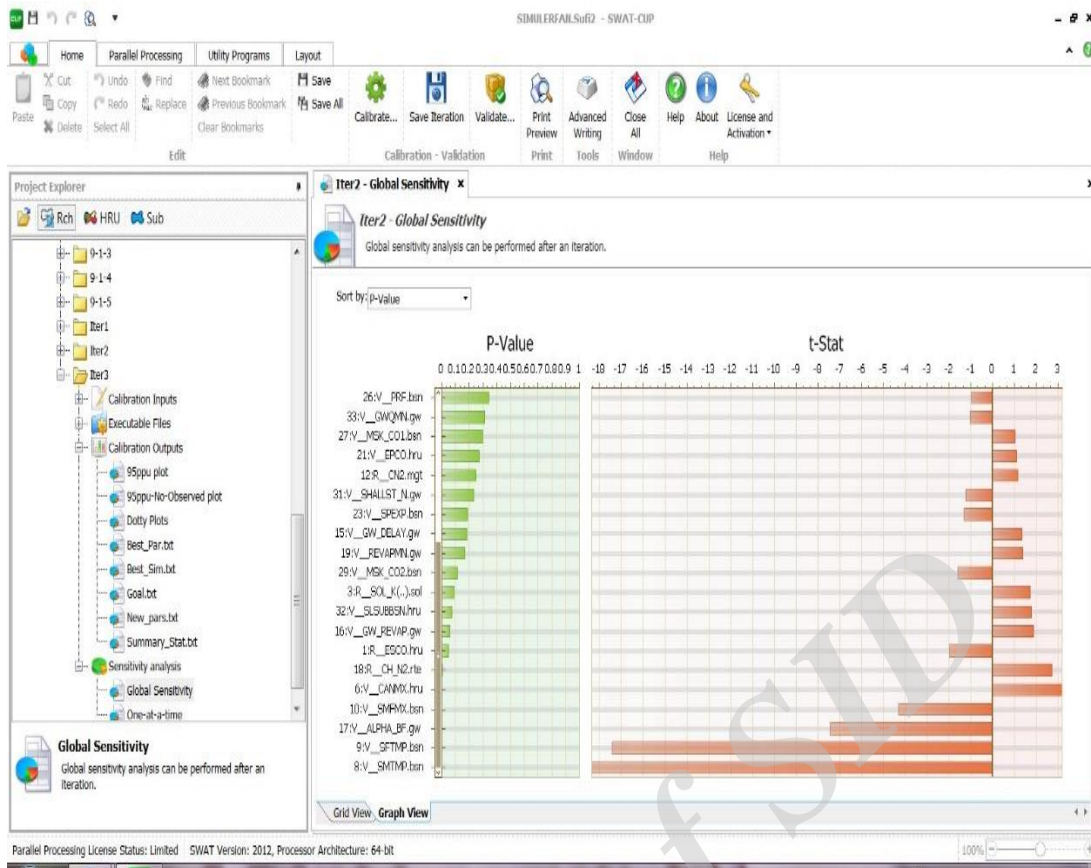 CUP
SIMULERFAIL.Sufi2 - SWAT-CUP
Home Parallel Processing Utility Programs Layout
Paste
Cut Undo Find Next Bookmark Save
Copy Redo Replace Previous Bookmark Save All
Delete Select All Clear Bookmarks
Calibrate... Save Iteration Validate... Print Preview Advanced Writing Close All Help About License and Activation
Edit Calibration - Validation Print Tools Window Help
Project Explorer
Rch HRU Sub
9-1-3
9-1-4
9-1-5
Iter1
Iter2
Iter3
Calibration Inputs
Executable Files
Calibration Outputs
95ppu plot
95ppu-No-Observed plot
Dotty Plots
Best_Par.txt
Best_Sim.txt
Goal.txt
New_pars.txt
Summary_Stat.txt
Sensitivity analysis
Global Sensitivity
One-at-a-time
Global Sensitivity
Global sensitivity analysis can be performed after an
iteration.
Iter2 - Global Sensitivity x
Iter2 - Global Sensitivity
Global sensitivity analysis can be performed after an iteration.
Sort by: P-Value
P-Value t-Stat
0 0.1 0.2 0.3 0.4 0.5 0.6 0.7 0.8 0.9 1 -18 -17 -16 -15 -14 -13 -12 -11 -10 -9 -8 -7 -6 -5 -4 -3 -2 -1 0 1 2 3
26:V__PRF.bsn
33:V__GWQMN.gw
27:V__MSK_CO1.bsn
21:V__EPCO.hru
12:R__CN2.mgt
31:V__SHALLST_N.gw
23:V__SPEXP.bsn
15:V__GW_DELAY.gw
19:V__REVAPMN.gw
29:V__MSK_CO2.bsn
3:R__SOL_K(..).sol
32:V__SLSUBBSN.hru
16:V__GW_REVAP.gw
1:R__ESCO.hru
18:R__CH_N2.rte
6:V__CANMX.hru
10:V__SMFMX.bsn
17:V__ALPHA_BF.gw
9:V__SFTMP.bsn
8:V__SMTMP.bsn
Grid View Graph View
Parallel Processing License Status: Limited SWAT Version: 2012, Processor Architecture: 64-bit
100%
of SID